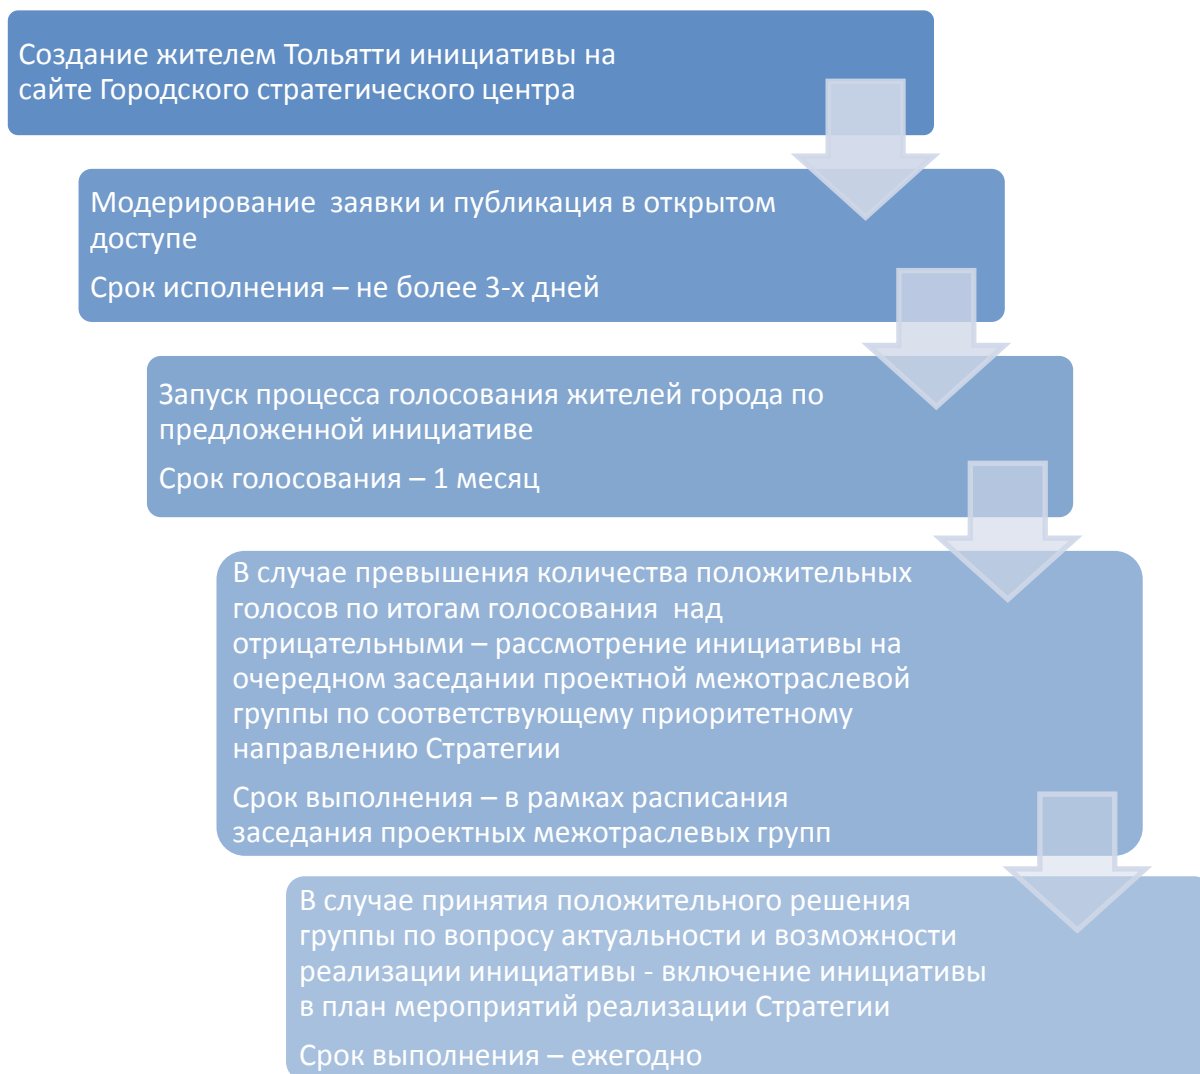 Создание жителем Тольятти инициативы на
сайте Городского стратегического центра
Модерирование  заявки и публикация в открытом
доступе
Срок исполнения – не более 3-х дней
Запуск процесса голосования жителей города по
предложенной инициативе
Срок голосования – 1 месяц
В случае превышения количества положительных
голосов по итогам голосования  над
отрицательными – рассмотрение инициативы на
очередном заседании проектной межотраслевой
группы по соответствующему приоритетному
направлению Стратегии
Срок выполнения – в рамках расписания
заседания проектных межотраслевых групп
В случае принятия положительного решения
группы по вопросу актуальности и возможности
реализации инициативы - включение инициативы
в план мероприятий реализации Стратегии
Срок выполнения – ежегодно